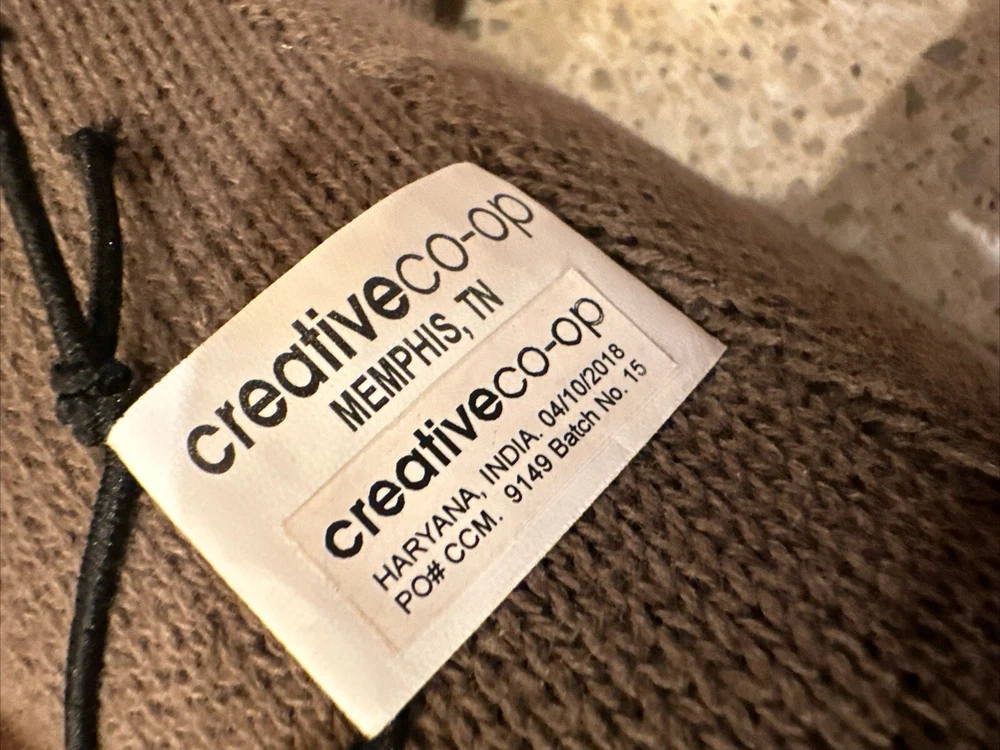 creativeco-op
MEMPHIS, TN
creativeco-op
HARYANA, INDIA. 04/10/2018
PO# CCM. 9149 Batch No. 15